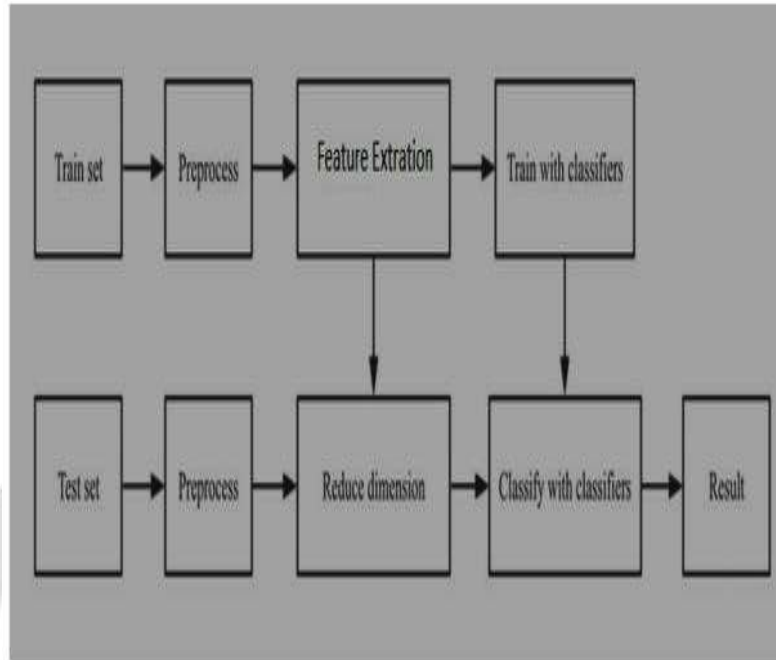 Train set
Preprocess
Feature Extration
Train with classifiers
Test set
Preprocess
Reduce dimension
Classify with classifiers
Result